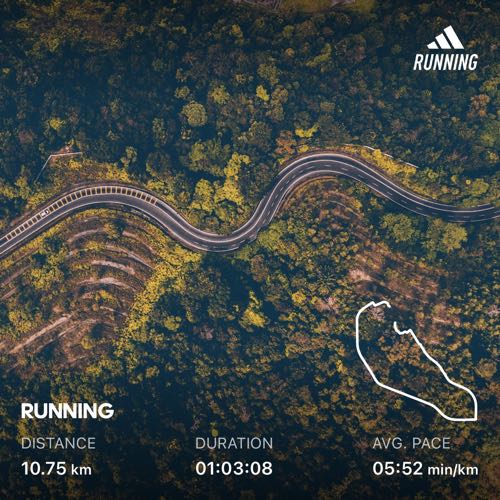 RUNNING
RUNNING
DISTANCE
DURATION
AVG. PACE
10.75 km
01:03:08
05:52 min/km